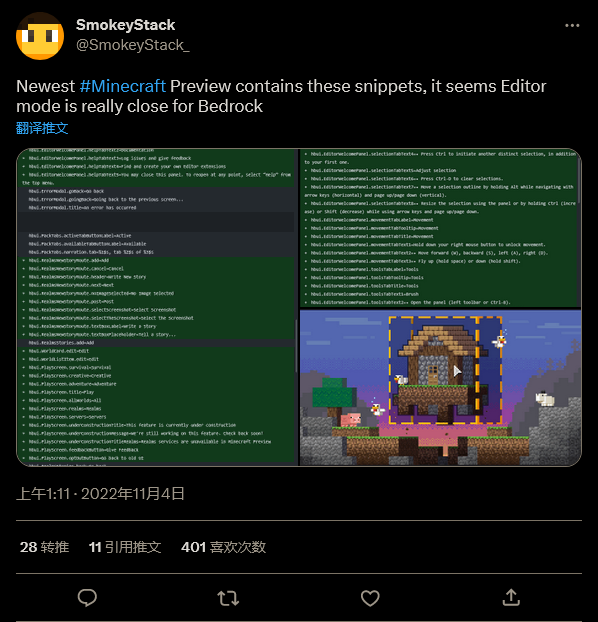 SmokeyStack
@SmokeyStack_
Newest #Minecraft Preview contains these snippets, it seems Editor
mode is really close for Bedrock
翻译推文
+ hbui.EditorWelcomePanel.helpTabText2=Log issues and give feedback
+ hbui.EditorWelcomePanel.helpTabText3=Find and create your own Editor extensions
+ hbui.EditorWelcomePanel.helpTabText4=You may close this panel. To reopen at any point, select "Help" from
the top menu.
hbui.ErrorModal.goBack=Go back
hbui.ErrorModal.goingBack=Going back to the previous screen...
hbui.ErrorModal.title=An error has occurred
hbui.PackTabs.activeTabButtonLabel=Active
hbui.PackTabs.availableTabButtonLabel=Available
hbui.PackTabs.narration.tab=%1$s, tab %2$s of %3$s
+ hbui.RealmsMemoryRoute.add=Add
+ hbui.RealmsMemoryRoute.cancel=Cancel
+ hbui.RealmsMemoryRoute.header=Write New story
+ hbui.RealmsMemoryRoute.next=Next
+ hbui.RealmsMemoryRoute.noImageSelected=No image selected
+ hbui.RealmsMemoryRoute.post=Post
+ hbui.RealmsMemoryRoute.selectScreenshot=Select Screenshot
+ hbui.RealmsMemoryRoute.selectTheScreenshot=Select the screenshot
+ hbui.RealmsMemoryRoute.textBoxLabel=Write a story
+ hbui.RealmsMemoryRoute.textBoxPlaceholder=Tell a story...
hbui.RealmsStories.add=Add
+ hbui.WorldCard.edit=Edit
+ hbui.WorldListItem.edit=Edit
+ hbui.PlayScreen.survival=Survival
+ hbui.PlayScreen.creative=Creative
+ hbui.PlayScreen.adventure=Adventure
+ hbui.PlayScreen.title=Play
+ hbui.PlayScreen.allWorlds=All
+ hbui.PlayScreen.realms=Realms
+ hbui.PlayScreen.servers=Servers
+ hbui.PlayScreen.underConstructionTitle=This feature is currently under construction
+ hbui.PlayScreen.underConstructionMessage=We're still working on this feature. Check back soon!
+ hbui.PlayScreen.underConstructionTitleRealms=Realms services are unavailable in Minecraft Preview
+ hbui.PlayScreen.feedbackButton=Give Feedback
+ hbui.PlayScreen.optOutButton=Go back to old UI
+ hbui.EditorWelcomePanel.selectionTabText4=• Press Ctrl to initiate another distinct selection, in addition
to your first one.
+ hbui.EditorWelcomePanel.selectionTabText5=Adjust selection
+ hbui.EditorWelcomePanel.selectionTabText6=• Press Ctrl-D to clear selections.
+ hbui.EditorWelcomePanel.selectionTabText7=• Move a selection outline by holding Alt while navigating with
arrow keys (horizontal) and page up/page down (vertical).
+ hbui.EditorWelcomePanel.selectionTabText8=• Resize the selection using the panel or by holding Ctrl (incre
ase) or Shift (decrease) while using arrow keys and page up/page down.
+ hbui.EditorWelcomePanel.movementTabLabel=Movement
+ hbui.EditorWelcomePanel.movementTabTooltip=Movement
+ hbui.EditorWelcomePanel.movementTabTitle=Movement
+ hbui.EditorWelcomePanel.movementTabText1=Hold down your right mouse button to unlock movement.
+ hbui.EditorWelcomePanel.movementTabText2=• Move forward (W), backward (S), left (A), right (D).
+ hbui.EditorWelcomePanel.movementTabText3=• Fly up (hold space) or down (hold shift).
+ hbui.EditorWelcomePanel.toolsTabLabel=Tools
+ hbui.EditorWelcomePanel.toolsTabTooltip=Tools
+ hbui.EditorWelcomePanel.toolsTabTitle=Tools
+ hbui.EditorWelcomePanel.toolsTabText1=Brush
+ hbui.EditorWelcomePanel.toolsTabText2=• Open the panel (left toolbar or Ctrl-B).
上午1:11 · 2022年11月4日
28 转推 11 引用推文 401 喜欢次数